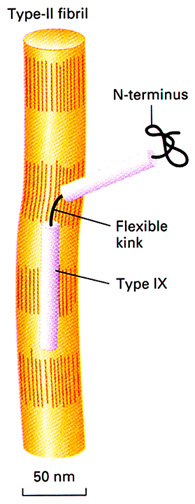 Type-II fibril
N-terminus
Flexible
kink
Type IX
50 nm